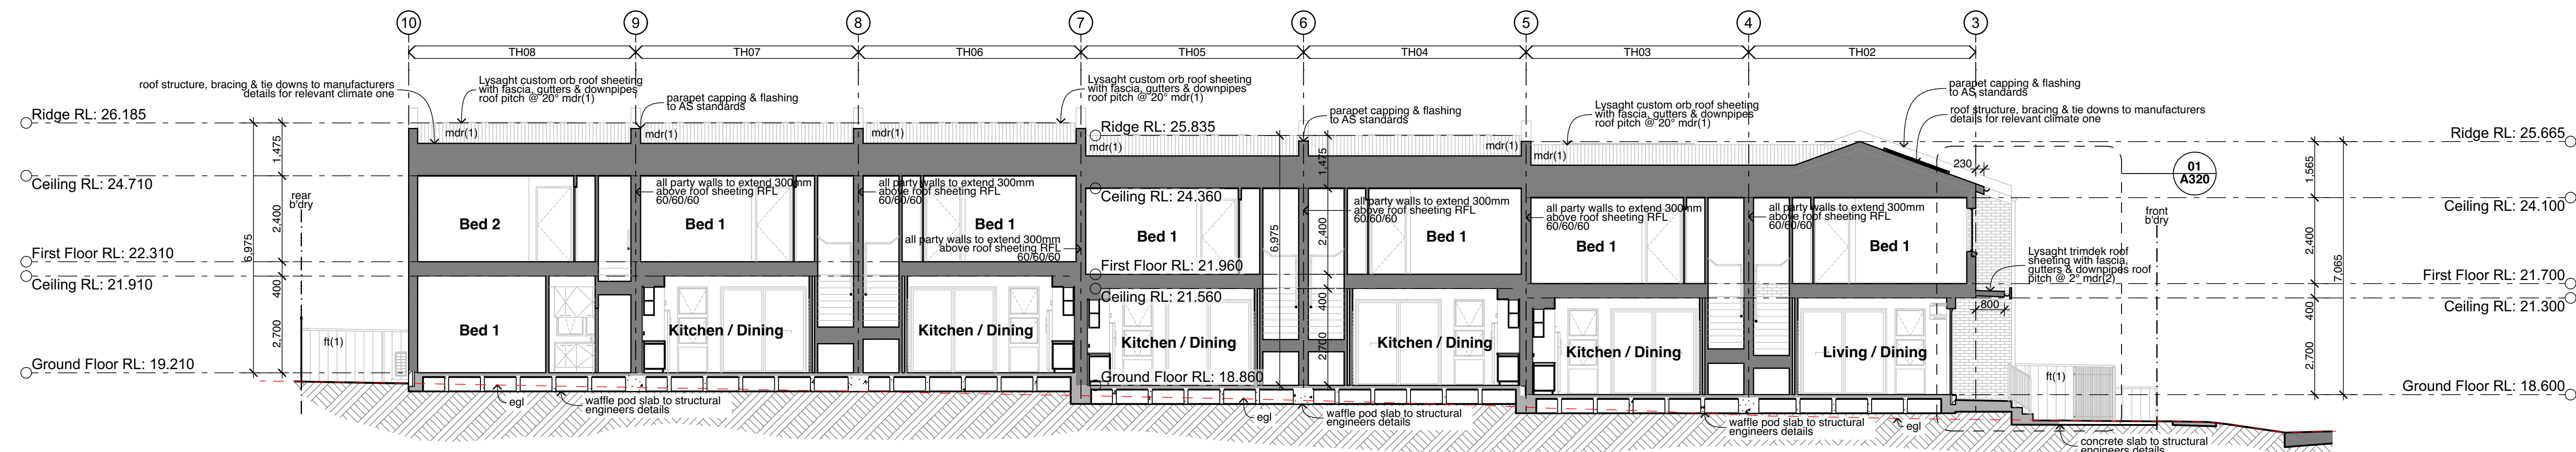 10
9
8
7
6
5
4
3
TH08
TH07
TH06
TH05
TH04
TH03
TH02
roof structure, bracing & tie downs to manufacturers
details for relevant climate one
Lysaght custom orb roof sheeting
with fascia, gutters & downpipes
roof pitch @ 20° mdr(1)
parapet capping & flashing
to AS standards
Lysaght custom orb roof sheeting
with fascia, gutters & downpipes
roof pitch @ 20° mdr(1)
parapet capping & flashing
to AS standards
Lysaght custom orb roof sheeting
with fascia, gutters & downpipes
roof pitch @ 20° mdr(1)
parapet capping & flashing
to AS standards
roof structure, bracing & tie downs to manufacturers
details for relevant climate one
Ridge RL: 26.185
Ridge RL: 25.835
Ridge RL: 25.665
mdr(1)
mdr(1)
mdr(1)
mdr(1)
mdr(1)
mdr(1)
1,475
1,475
1,565
230
01
A320
Ceiling RL: 24.710
Ceiling RL: 24.360
Ceiling RL: 24.100
rear
b'dry
front
b'dry
all party walls to extend 300mm
above roof sheeting RFL
60/60/60
all party walls to extend 300mm
above roof sheeting RFL
60/60/60
all party walls to extend 300mm
above roof sheeting RFL
60/60/60
all party walls to extend 300mm
above roof sheeting RFL
60/60/60
all party walls to extend 300mm
above roof sheeting RFL
60/60/60
all party walls to extend 300mm
above roof sheeting RFL
60/60/60
Bed 2
Bed 1
Bed 1
Bed 1
Bed 1
Bed 1
Bed 1
2,400
2,400
2,400
6,975
6,975
7,065
Lysaght trimdek roof
sheeting with fascia,
gutters & downpipes roof
pitch @ 2° mdr(2)
First Floor RL: 22.310
First Floor RL: 21.960
First Floor RL: 21.700
Ceiling RL: 21.910
Ceiling RL: 21.560
Ceiling RL: 21.300
400
400
400
800
Bed 1
Kitchen / Dining
Kitchen / Dining
Kitchen / Dining
Kitchen / Dining
Kitchen / Dining
Living / Dining
2,700
2,700
2,700
ft(1)
ft(1)
Ground Floor RL: 19.210
Ground Floor RL: 18.860
Ground Floor RL: 18.600
egl
waffle pod slab to structural
engineers details
egl
waffle pod slab to structural
engineers details
waffle pod slab to structural
engineers details
egl
concrete slab to structural
engineers details